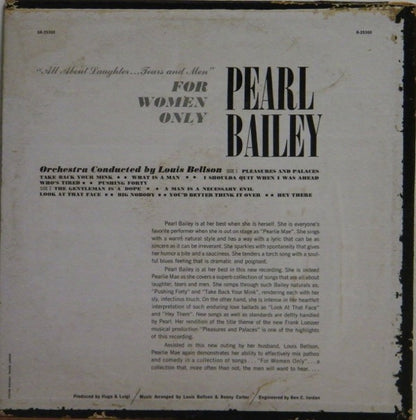 SR-25300
R-25300
"All About Laughter...Tears and Men"
FOR
WOMEN
ONLY
PEARL
BAILEY
Orchestra Conducted by Louis Bellson SIDE 1 PLEASURES AND PALACES
TAKE BACK YOUR MINK • • WHAT IS A MAN • • I SHOULDA QUIT WHEN I WAS AHEAD
WHO'S TIRED • • PUSHING FORTY
SIDE 2 THE GENTLEMAN IS A DOPE • • A MAN IS A NECESSARY EVIL
LOOK AT THAT FACE • • BIG NOBODY • • YOU'D BETTER THINK IT OVER • • HEY THERE
Pearl Bailey is at her best when she is herself. She is everyone's
favorite performer when she is out on stage as "Pearlie Mae". She sings
with a warm natural style and has a way with a lyric that can be as
sincere as it can be irreverent. She sparkles with spontaneity that gives
her humor a bite and a sauciness. She renders a torch song with a soul-
ful blues feeling that is dramatic and poignant.
Pearl Bailey is at her best in this new recording. She is indeed
Pearlie Mae as she covers a superb collection of songs that are all about
laughter, tears and men. She romps through such Bailey naturals as,
"Pushing Forty" and "Take Back Your Mink", rendering each with her
sly, infectious touch. On the other hand, she is intense in her heartfelt
interpretation of such enduring love ballads as "Look At That Face"
and "Hey There". New songs as well as standards are deftly handled
by Pearl. Her rendition of the title theme of the new Frank Loesser
musical production "Pleasures and Palaces" is one of the highlights
of this recording.
Assisted in this new outing by her husband, Louis Bellson,
Pearlie Mae again demonstrates her ability to effectively mix pathos
and comedy in a collection of songs . . . "For Women Only". . . a
collection that, more often than not, the men will want to hear.
Produced by Hugo & Luigi / Music Arranged by Louis Bellson & Benny Carter / Engineered by Ben C. Jordan